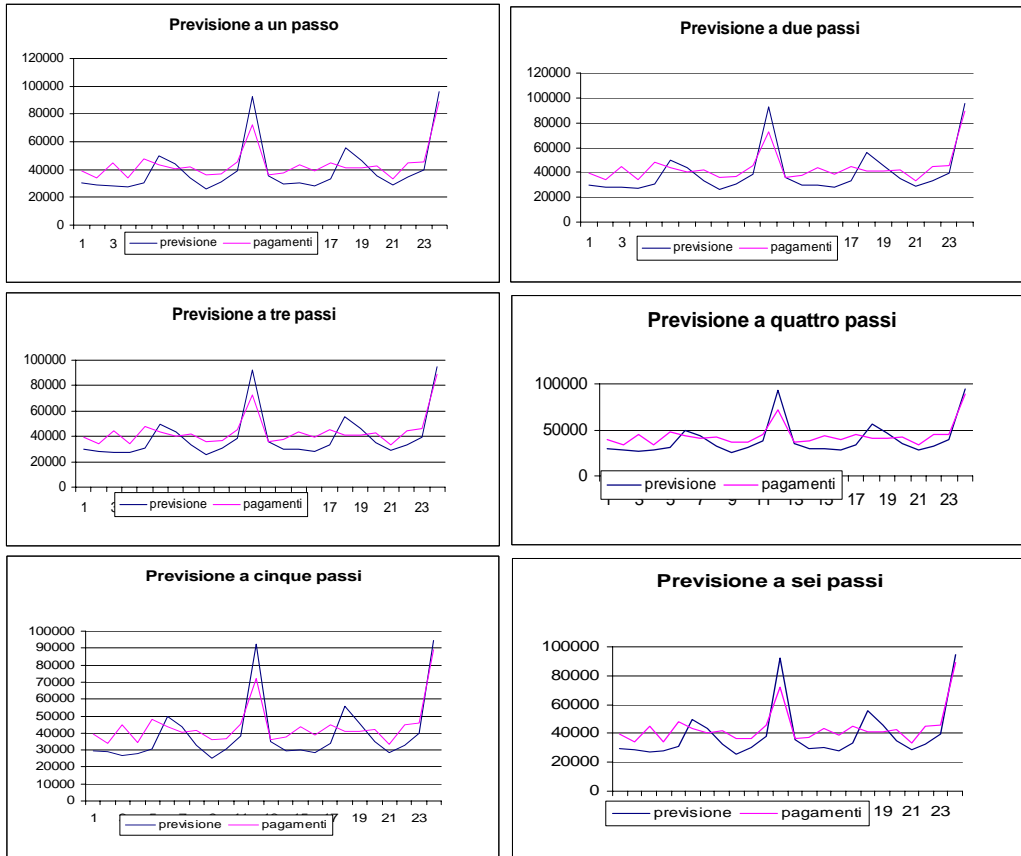 Previsione a un passo
120000
100000
80000
60000
40000
20000
0
1 3 17 19 21 23
previsione pagamenti
Previsione a due passi
120000
100000
80000
60000
40000
20000
0
1 3 17 19 21 23
previsione pagamenti
Previsione a tre passi
100000
80000
60000
40000
20000
0
1 17 19 21 23
previsione pagamenti
Previsione a quattro passi
100000
50000
0
17 19 21 23
previsione pagamenti
Previsione a cinque passi
100000
90000
80000
70000
60000
50000
40000
30000
20000
10000
0
1 19 21 23
previsione pagamenti
Previsione a sei passi
100000
80000
60000
40000
20000
0
19 21 23
previsione pagamenti